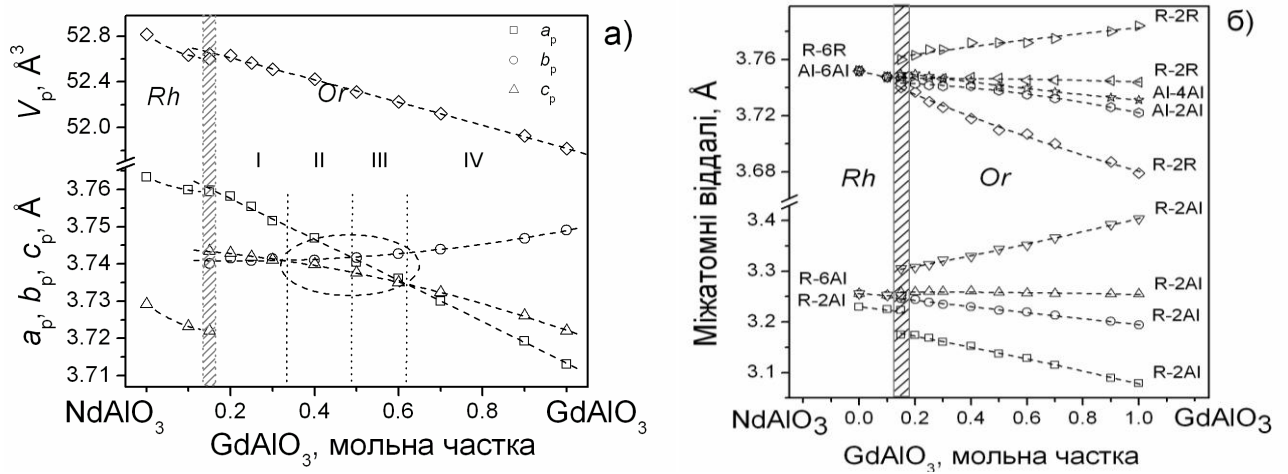 а)
52.8
52.4
52.0
V_p, Å³
Rh
Or
a_p
b_p
c_p
I
II
III
IV
3.76
3.75
3.74
3.73
3.72
3.71
a_p, b_p, c_p, Å
NdAlO₃
0.2
0.4
0.6
0.8
GdAlO₃
GdAlO₃, мольна частка
б)
3.76
3.72
3.68
3.4
3.3
3.2
3.1
Міжатомні віддалі, Å
R-6R
Al-6Al
R-6Al
R-2Al
Rh
Or
R-2R
R-2R
Al-4Al
Al-2Al
R-2R
R-2Al
R-2Al
R-2Al
R-2Al
NdAlO₃
0.0
0.2
0.4
0.6
0.8
1.0
GdAlO₃
GdAlO₃, мольна частка